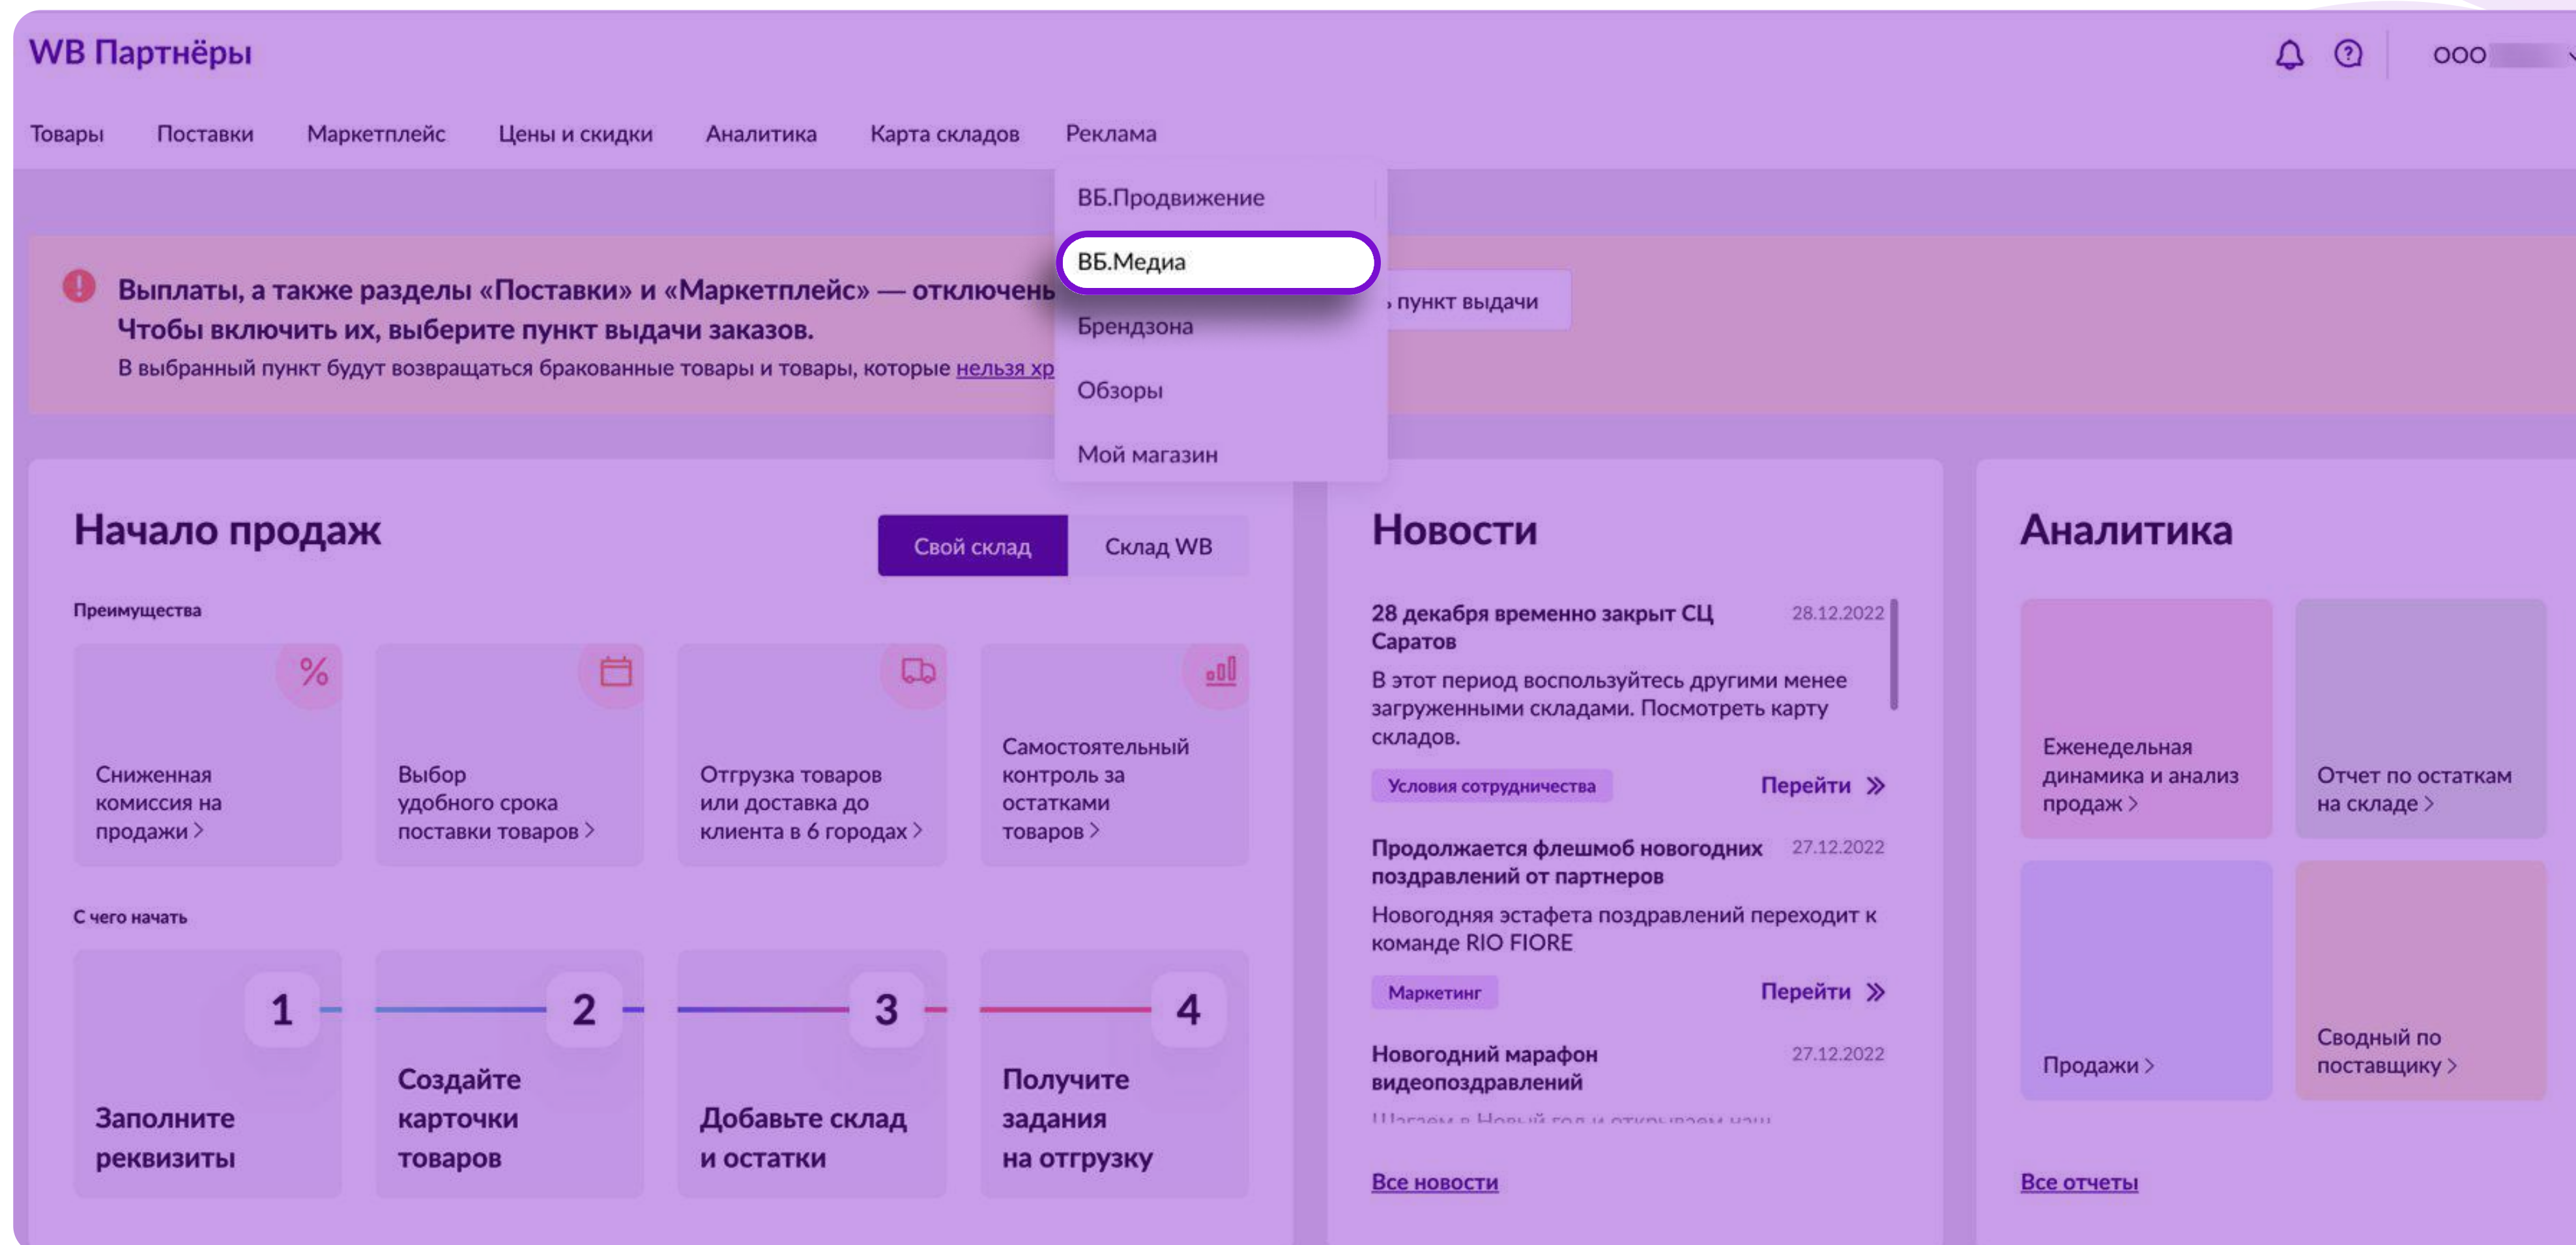 WB Партнёры
ООО
Товары Поставки Маркетплейс Цены и скидки Аналитика Карта складов Реклама
ВБ.Продвижение
ВБ.Медиа
Брендзона
Обзоры
Мой магазин
Выплаты, а также разделы «Поставки» и «Маркетплейс» —
Чтобы включить их, выберите пункт выдачи заказов.
В выбранный пункт будут возвращаться бракованные товары и товары, которые нельзя
пункт выдачи
Начало продаж
Свой склад Склад WB
Преимущества
%
Сниженная
комиссия на
продажи >
Выбор
удобного срока
поставки товаров >
Отгрузка товаров
или доставка до
клиента в 6 городах >
Самостоятельный
контроль за
остатками
товаров >
С чего начать
1
Заполните
реквизиты
2
Создайте
карточки
товаров
3
Добавьте склад
и остатки
4
Получите
задания
на отгрузку
Новости
28 декабря временно закрыт СЦ 28.12.2022
Саратов
В этот период воспользуйтесь другими менее
загруженными складами. Посмотреть карту
складов.
Условия сотрудничества Перейти »
Продолжается флешмоб новогодних 27.12.2022
поздравлений от партнеров
Новогодняя эстафета поздравлений переходит к
команде RIO FIORE
Маркетинг Перейти »
Новогодний марафон 27.12.2022
видеопоздравлений
Шагаем в Новый год и открываем наш
Все новости
Аналитика
Еженедельная
динамика и анализ
продаж >
Отчет по остаткам
на складе >
Продажи >
Сводный по
поставщику >
Все отчеты